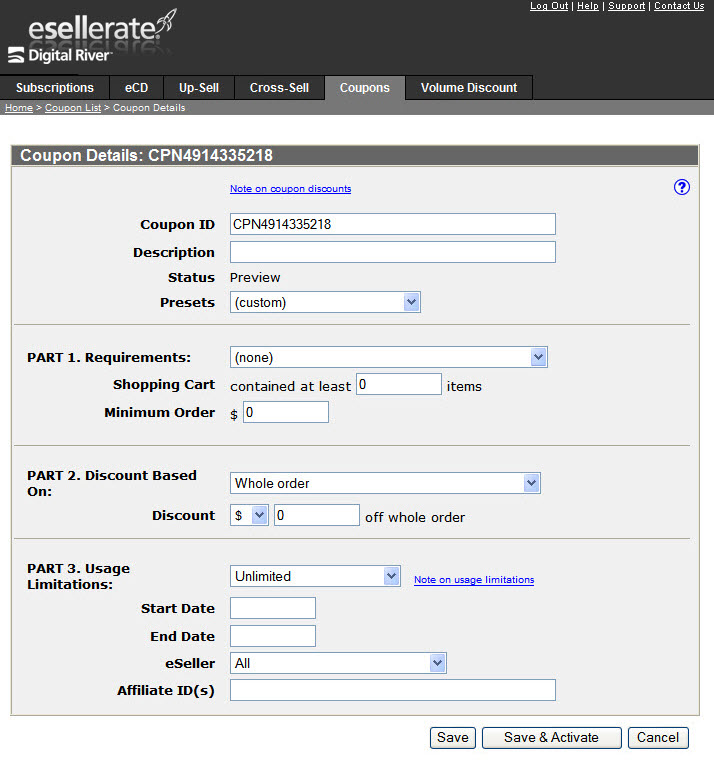 Log Out | Help | Support | Contact Us
esellerate.
Digital River
Subscriptions eCD Up-Sell Cross-Sell Coupons Volume Discount
Home > Coupon List > Coupon Details
Coupon Details: CPN4914335218
Note on coupon discounts ?
Coupon ID CPN4914335218
Description
Status Preview
Presets (custom)
PART 1. Requirements: (none)
Shopping Cart contained at least 0 items
Minimum Order $ 0
PART 2. Discount Based
On: Whole order
Discount $ 0 off whole order
PART 3. Usage
Limitations: Unlimited Note on usage limitations
Start Date
End Date
eSeller All
Affiliate ID(s)
Save Save & Activate Cancel